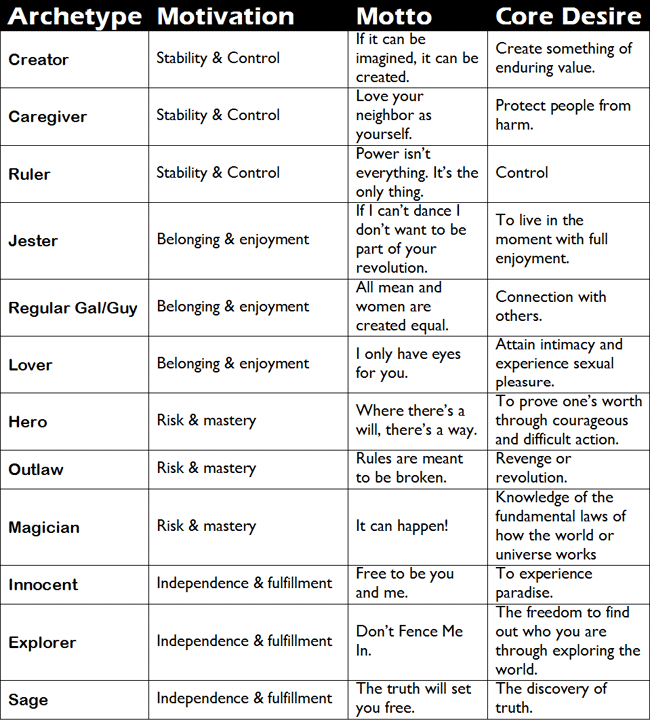 Archetype Motivation Motto Core Desire
Creator Stability & Control If it can be
imagined, it can be
created. Create something of
enduring value.
Caregiver Stability & Control Love your
neighbor as
yourself. Protect people from
harm.
Ruler Stability & Control Power isn't
everything. It's the
only thing. Control
Jester Belonging & enjoyment If I can't dance I
don't want to be
part of your
revolution. To live in the
moment with full
enjoyment.
Regular Gal/Guy Belonging & enjoyment All mean and
women are
created equal. Connection with
others.
Lover Belonging & enjoyment I only have eyes
for you. Attain intimacy and
experience sexual
pleasure.
Hero Risk & mastery Where there's a
will, there's a way. To prove one's worth
through courageous
and difficult action.
Outlaw Risk & mastery Rules are meant
to be broken. Revenge or
revolution.
Magician Risk & mastery It can happen! Knowledge of the
fundamental laws of
how the world or
universe works
Innocent Independence & fulfillment Free to be you
and me. To experience
paradise.
Explorer Independence & fulfillment Don't Fence Me
In. The freedom to find
out who you are
through exploring the
world.
Sage Independence & fulfillment The truth will set
you free. The discovery of
truth.